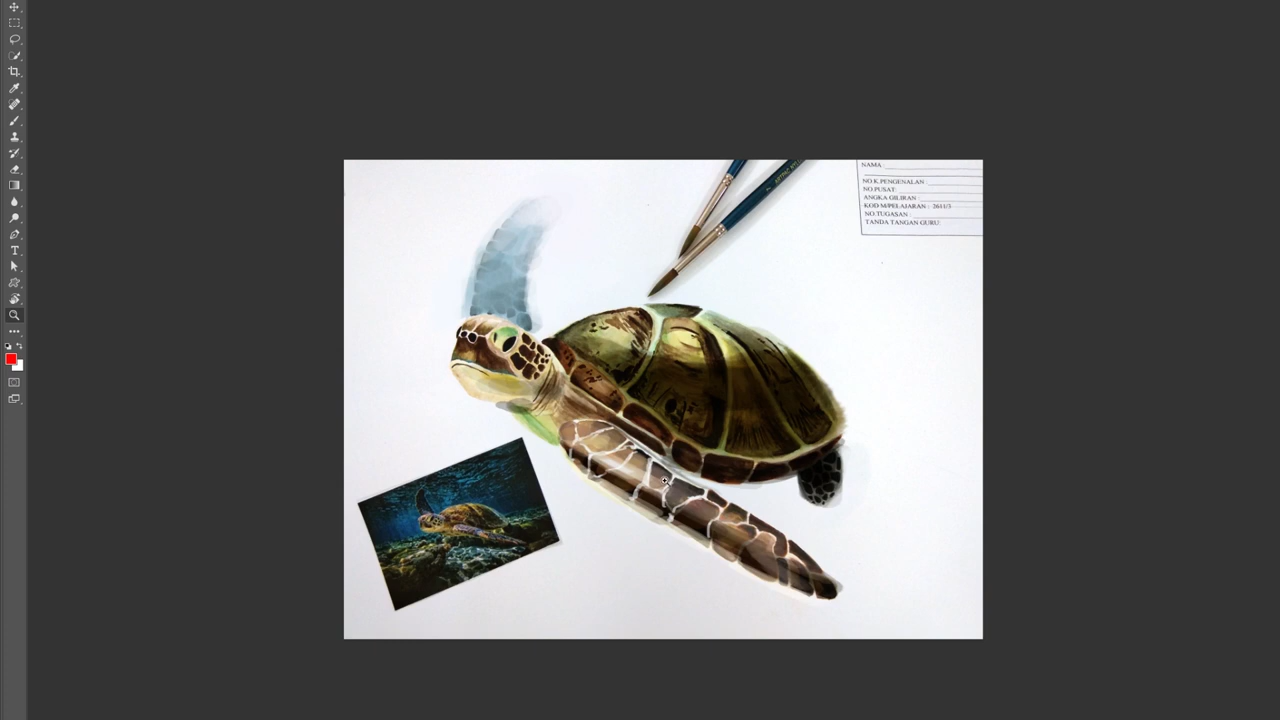 NAMA :
NO.K.PENGENALAN :
NO.PUSAT:
ANGKA GILIRAN :
KOD M/PELAJARAN : 2611/3
NO.TUGASAN :
TANDA TANGAN GURU: